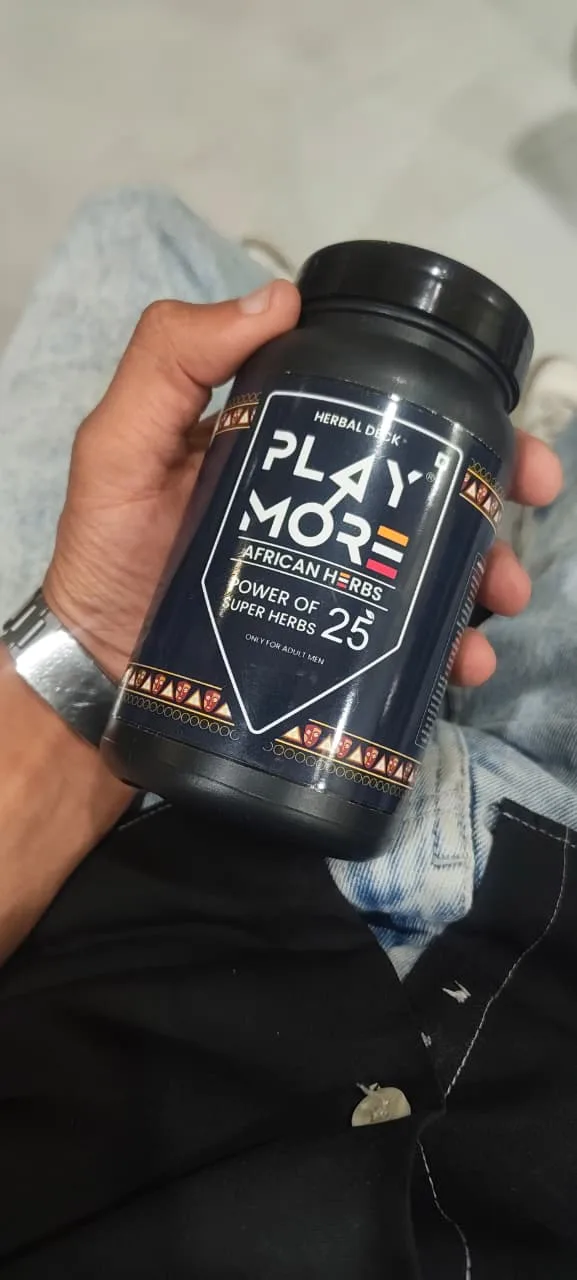 HERBAL DECK
PLAY®
MORE
AFRICAN HERBS
POWER OF
SUPER HERBS 25
ONLY FOR ADULT MEN